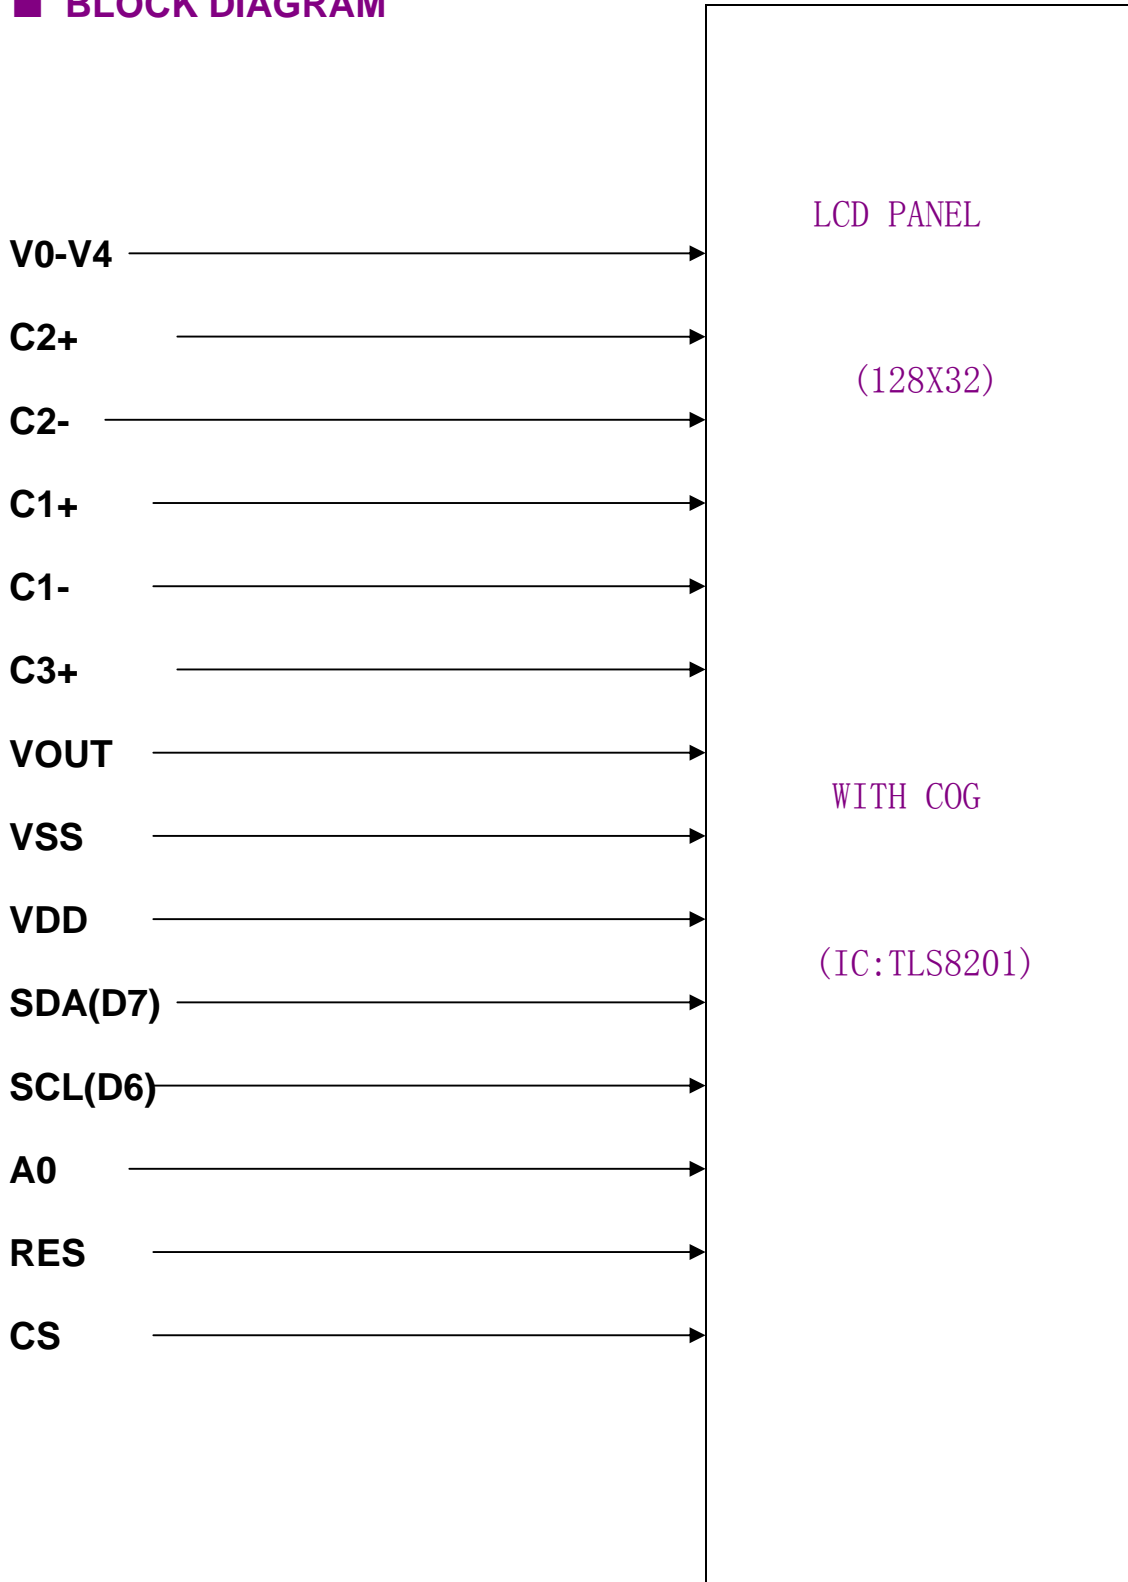 ■ BLOCK DIAGRAM
LCD PANEL
V0-V4
C2+
(128X32)
C2-
C1+
C1-
C3+
VOUT
WITH COG
VSS
VDD
(IC:TLS8201)
SDA(D7)
SCL(D6)
A0
RES
CS